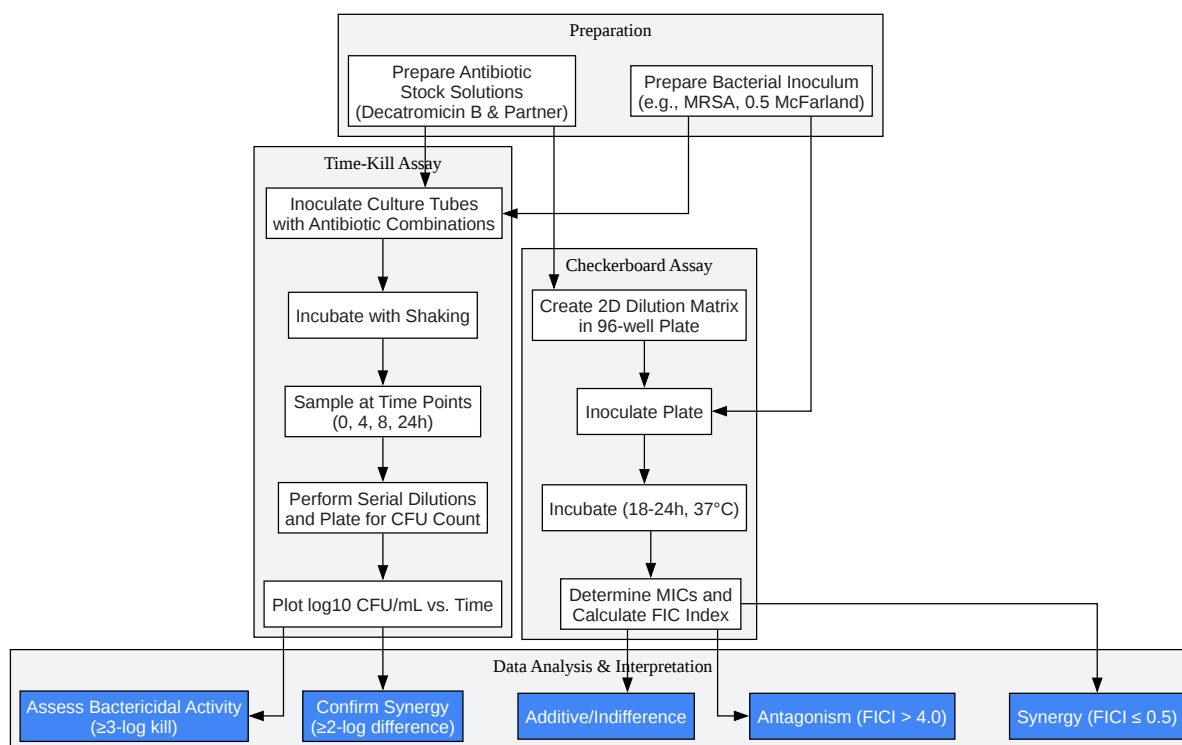 Preparation
Prepare Antibiotic
Stock Solutions
(Decatromicin B & Partner)
Prepare Bacterial Inoculum
(e.g., MRSA, 0.5 McFarland)
Time-Kill Assay
Inoculate Culture Tubes
with Antibiotic Combinations
Incubate with Shaking
Sample at Time Points
(0, 4, 8, 24h)
Perform Serial Dilutions
and Plate for CFU Count
Plot log10 CFU/mL vs. Time
Checkerboard Assay
Create 2D Dilution Matrix
in 96-well Plate
Inoculate Plate
Incubate (18-24h, 37°C)
Determine MICs and
Calculate FIC Index
Data Analysis & Interpretation
Assess Bactericidal Activity
(≥3-log kill)
Confirm Synergy
(≥2-log difference)
Additive/Indifference
Antagonism (FICI > 4.0)
Synergy (FICI ≤ 0.5)